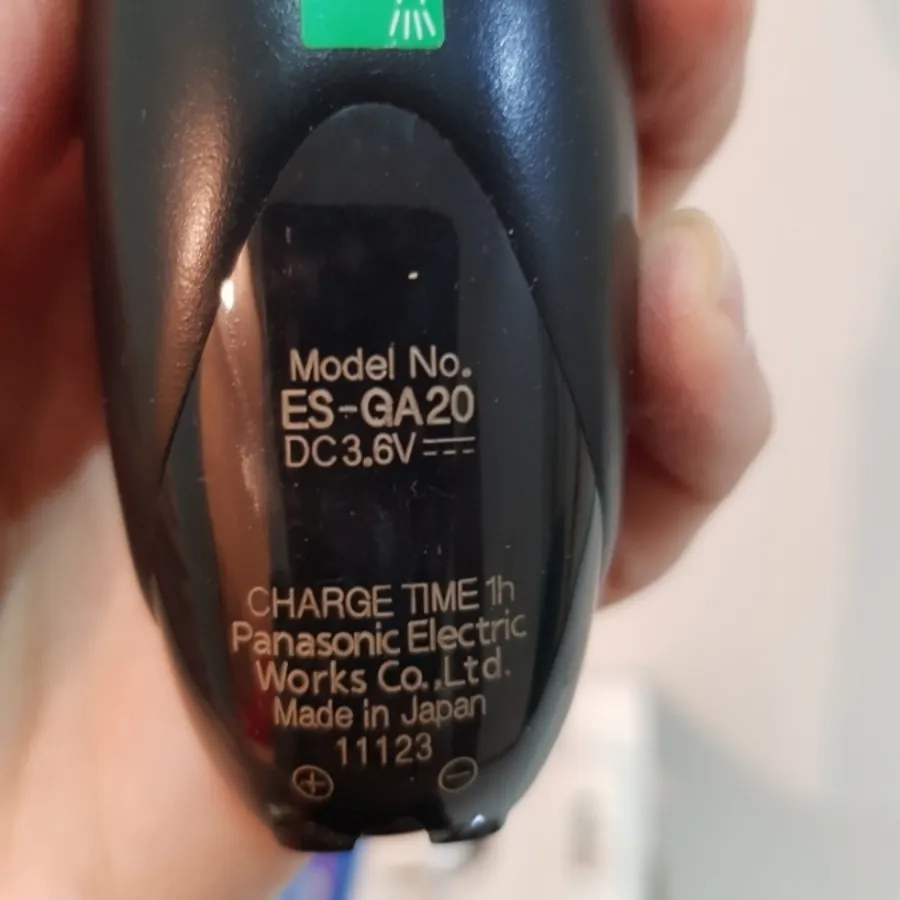 Model No.
ES-GA20
DC3.6V
CHARGE TIME 1h
Panasonic Electric
Works Co.,Ltd.
Made in Japan
11123